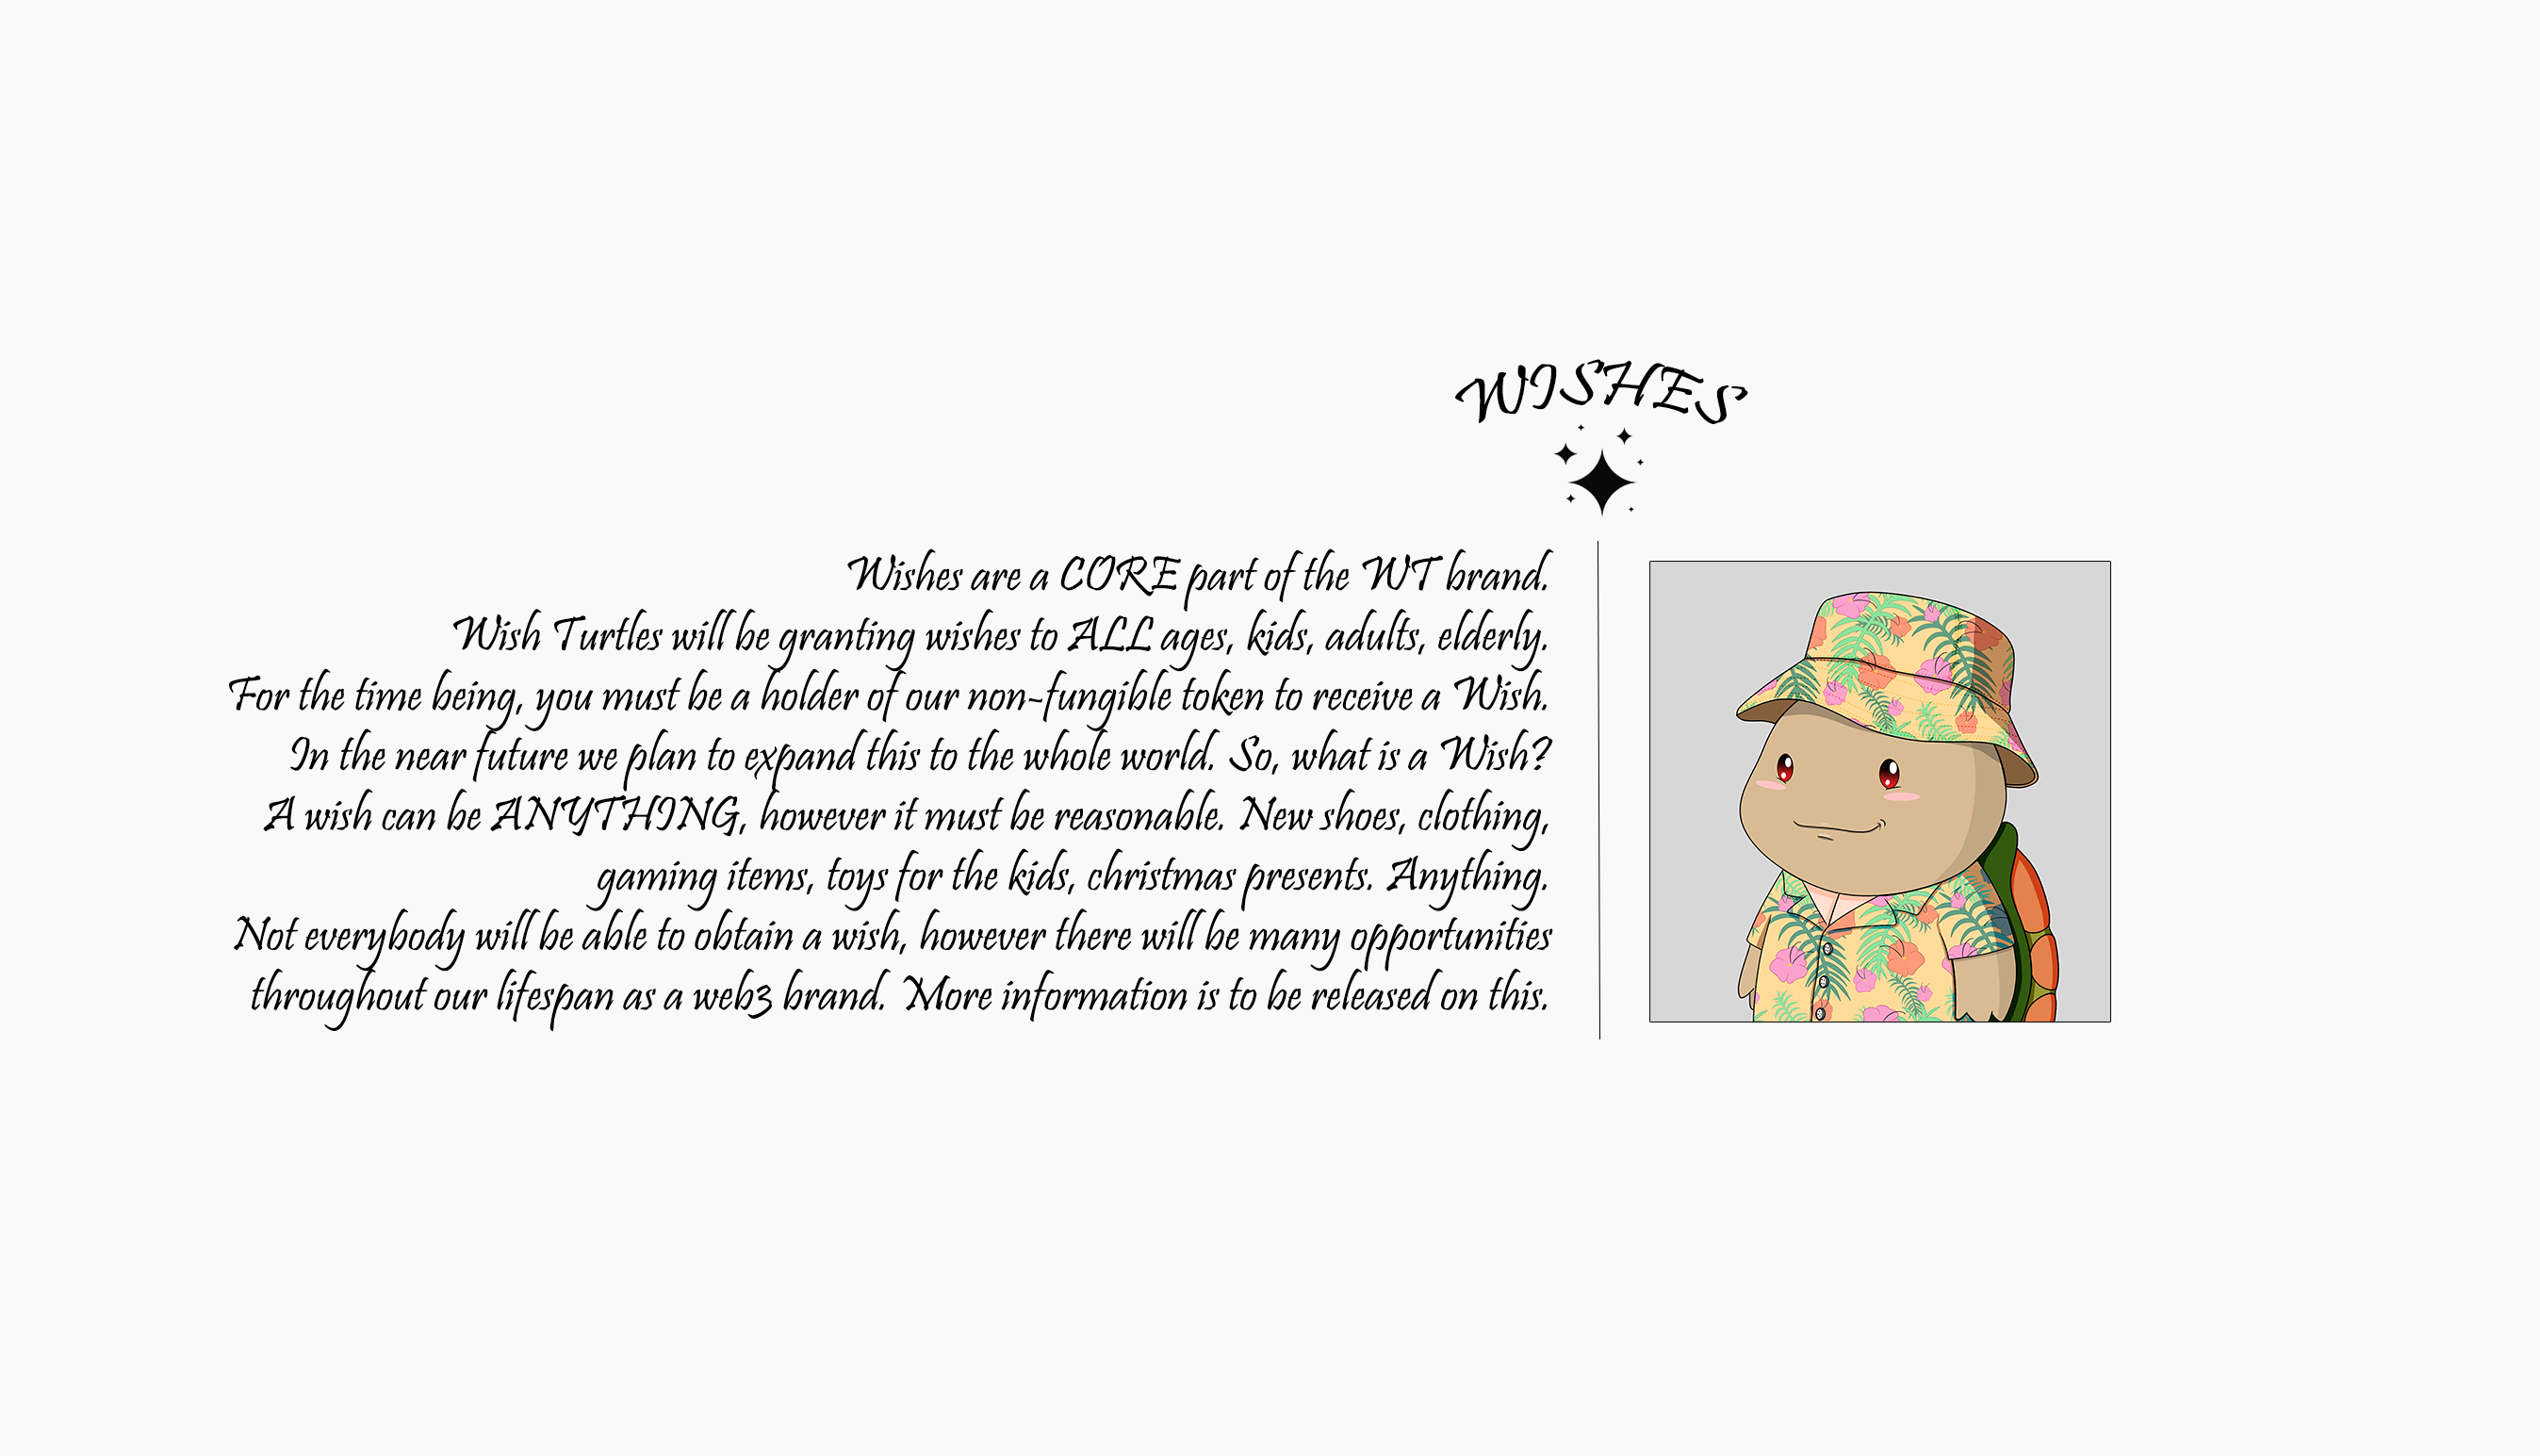 WISHES
Wishes are a CORE part of the WT brand.
Wish Turtles will be granting wishes to ALL ages, kids, adults, elderly.
For the time being, you must be a holder of our non-fungible token to receive a Wish.
In the near future we plan to expand this to the whole world. So, what is a Wish?
A wish can be ANYTHING, however it must be reasonable. New shoes, clothing,
gaming items, toys for the kids, christmas presents. Anything.
Not everybody will be able to obtain a wish, however there will be many opportunities
throughout our lifespan as a web3 brand. More information is to be released on this.